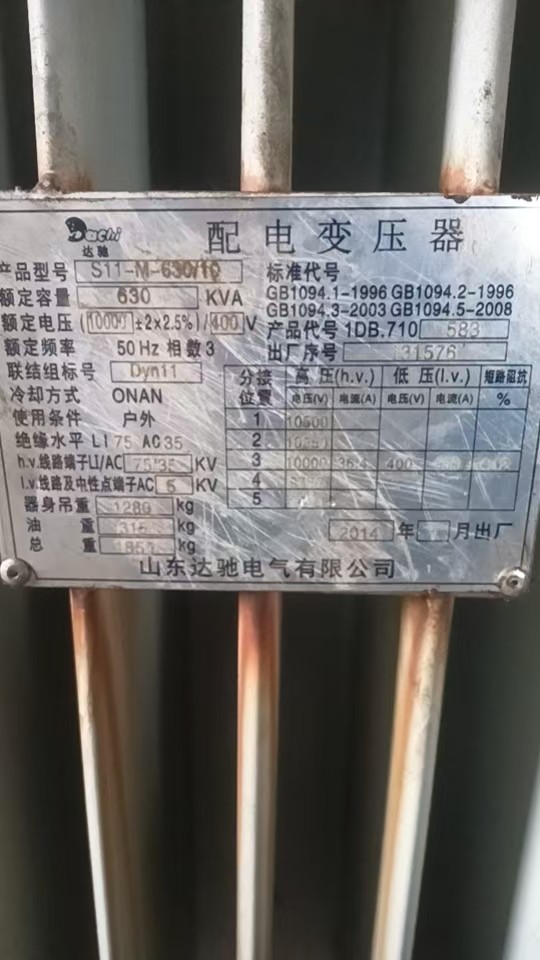 Dachi
达驰
配电变压器
产品型号 S11-M-630/10
额定容量 630 KVA
额定电压(10000±2×2.5%)/400 V
额定频率 50Hz 相数 3
联结组标号 Dyn11
冷却方式 ONAN
使用条件 户外
绝缘水平 LI 75 AC 35
h.v.线路端子LI/AC 75/35 KV
l.v.线路及中性点端子AC 5 KV
器身吊重 1280 kg
油 重 315 kg
总 重 kg
标准代号
GB1094.1-1996 GB1094.2-1996
GB1094.3-2003 GB1094.5-2008
产品代号 1DB.710 583
出厂序号 31576
分接位置 高压(h.v.) 低压(l.v.) 短路阻抗
电压(V) 电流(A) 电压(V) 电流(A) %
1 10500
2
3 10000 36.4 400
4
5
2014 年 月出厂
山东达驰电气有限公司